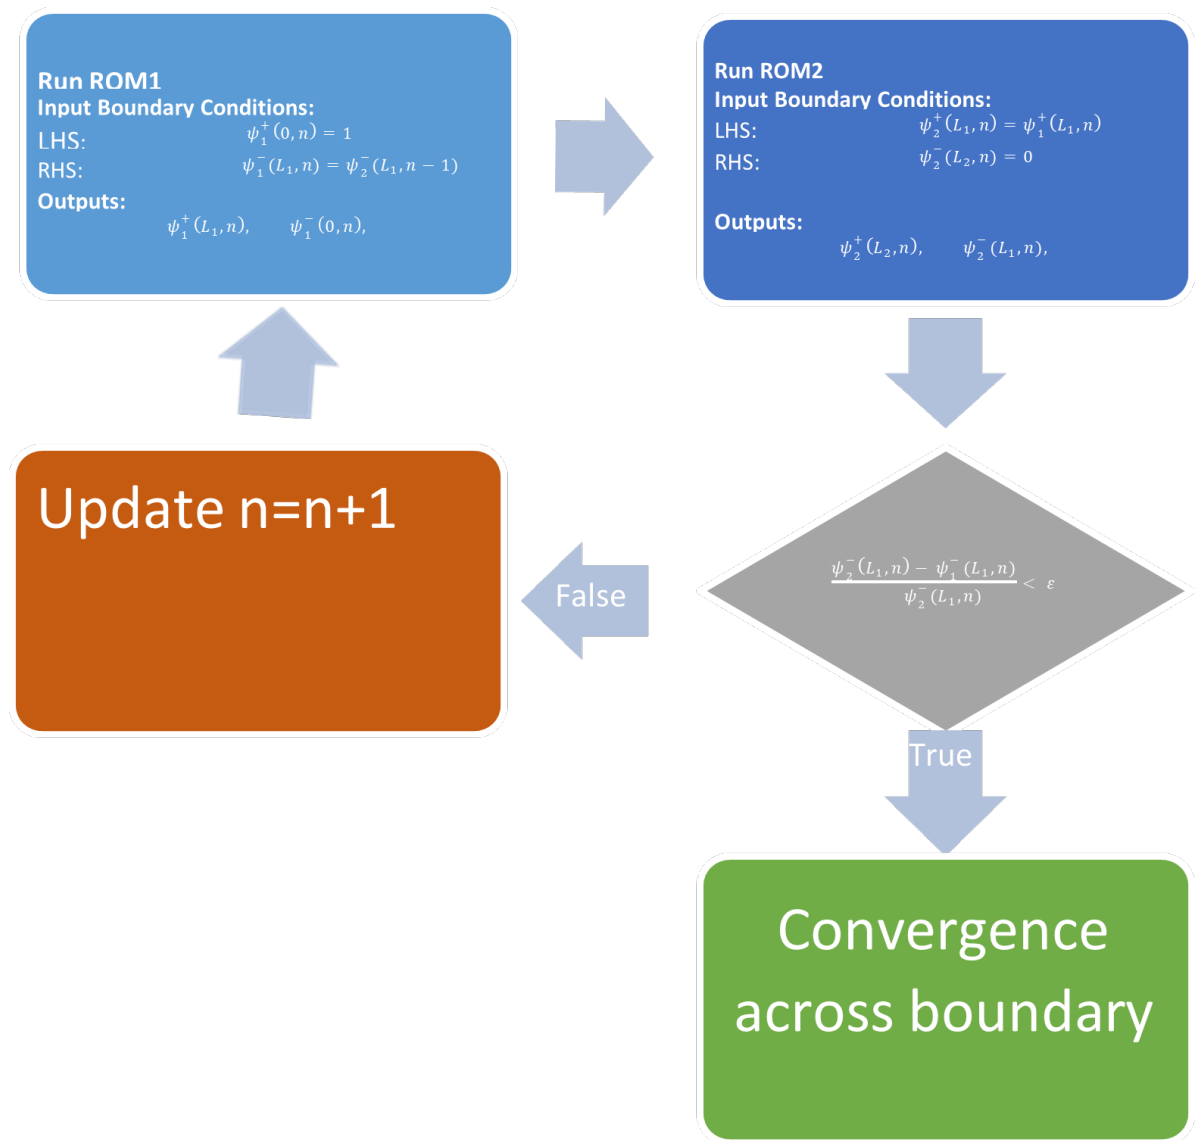 Run ROM1
Input Boundary Conditions:
LHS: ψ₁⁺(0, n) = 1
RHS: ψ₁⁻(L₁, n) = ψ₂⁻(L₁, n − 1)
Outputs:
ψ₁⁺(L₁, n), ψ₁⁻(0, n),
Run ROM2
Input Boundary Conditions:
LHS: ψ₂⁺(L₁, n) = ψ₁⁺(L₁, n)
RHS: ψ₂⁻(L₂, n) = 0
Outputs:
ψ₂⁺(L₂, n), ψ₂⁻(L₁, n),
ψ₂⁻(L₁, n) − ψ₁⁻(L₁, n)
ψ₂⁻(L₁, n)
< ε
False
Update n=n+1
True
Convergence
across boundary